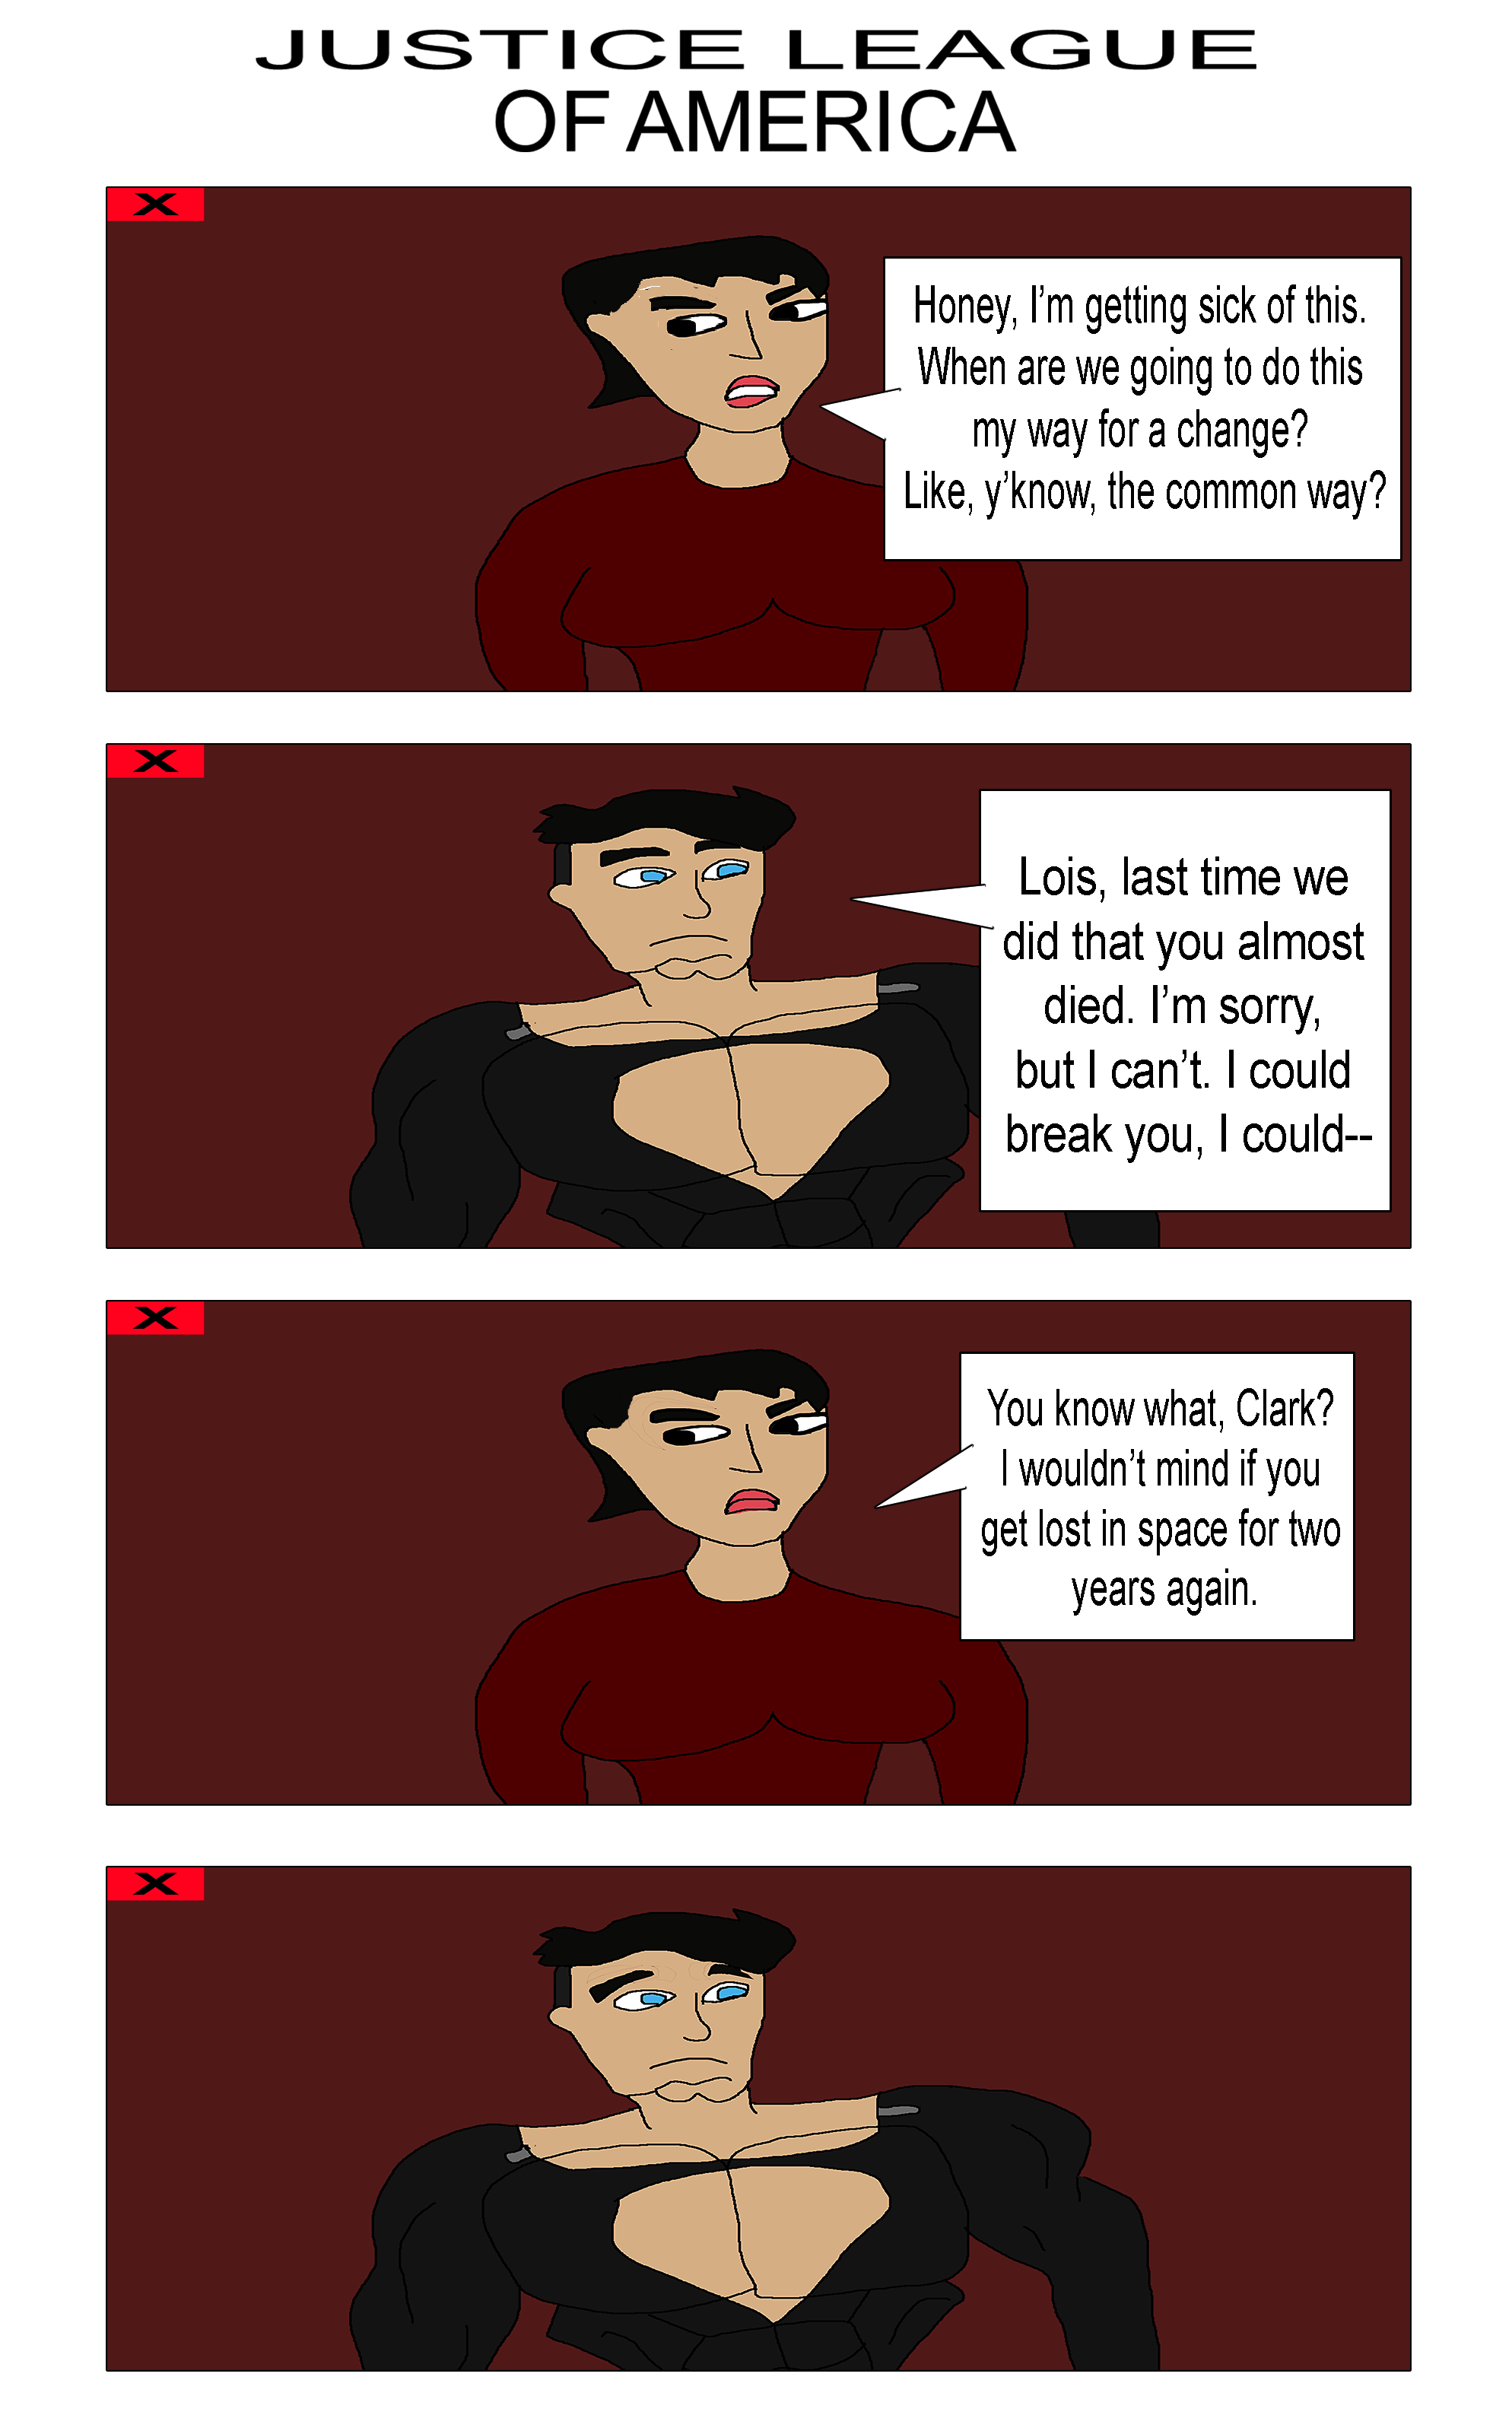 JUSTICE LEAGUE
OF AMERICA
X
Honey, I’m getting sick of this.
When are we going to do this
my way for a change?
Like, y’know, the common way?
X
Lois, last time we
did that you almost
died. I’m sorry,
but I can’t. I could
break you, I could--
X
You know what, Clark?
I wouldn’t mind if you
get lost in space for two
years again.
X